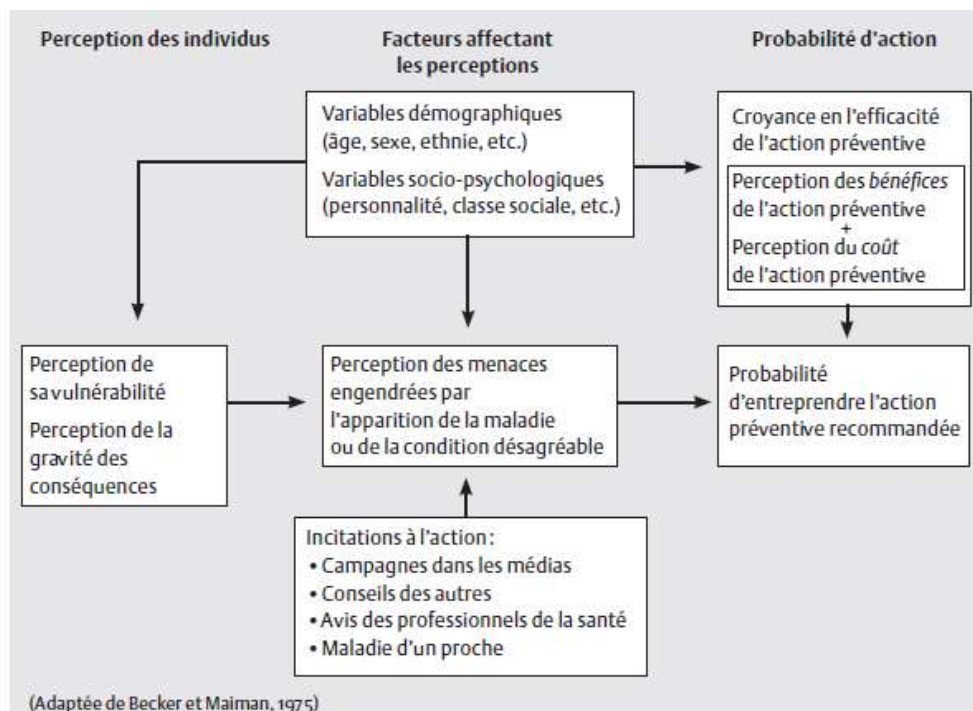 Perception des individus
Facteurs affectant
les perceptions
Probabilité d'action
Variables démographiques
(âge, sexe, ethnie, etc.)
Variables socio-psychologiques
(personnalité, classe sociale, etc.)
Croyance en l'efficacité
de l'action préventive
Perception des bénéfices
de l'action préventive
+
Perception du coût
de l'action préventive
Perception de
sa vulnérabilité
Perception de la
gravité des
conséquences
Perception des menaces
engendrées par
l'apparition de la maladie
ou de la condition désagréable
Probabilité
d'entreprendre l'action
préventive recommandée
Incitations à l'action :
• Campagnes dans les médias
• Conseils des autres
• Avis des professionnels de la santé
• Maladie d'un proche
(Adaptée de Becker et Maiman, 1975)